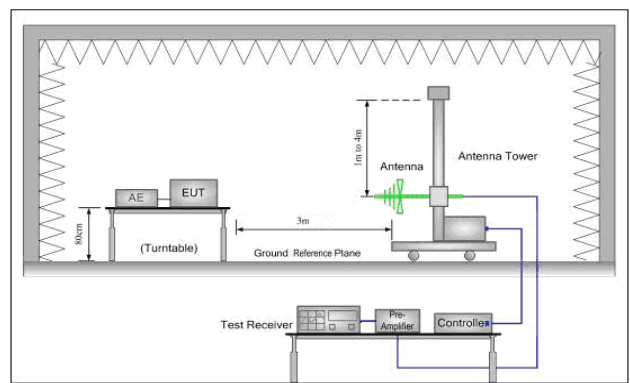 1m to 4m
Antenna
Antenna Tower
AE
EUT
80cm
3m
(Turntable)
Ground Reference Plane
Test Receiver
Pre-
Amplifier
Controller